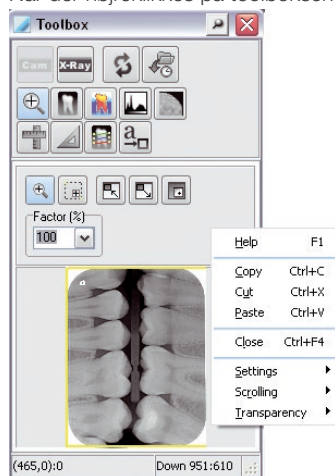 Toolbox
Cam X-Ray
a
Factor (%)
100
Help F1
Copy Ctrl+C
Cut Ctrl+X
Paste Ctrl+V
Close Ctrl+F4
Settings
Scrolling
Transparency
a
(465,0):0 Down 951:610